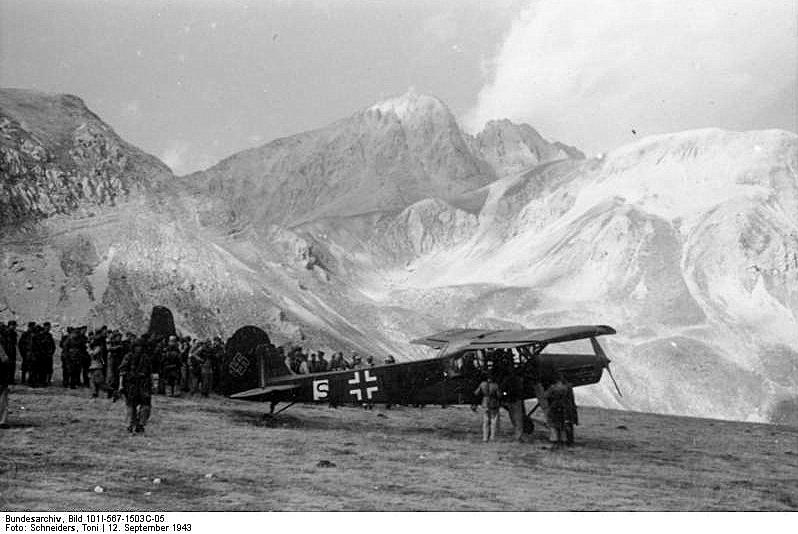 S
Bundesarchiv, Bild 101I-567-1503C-05
Foto: Schneiders, Toni | 12. September 1943